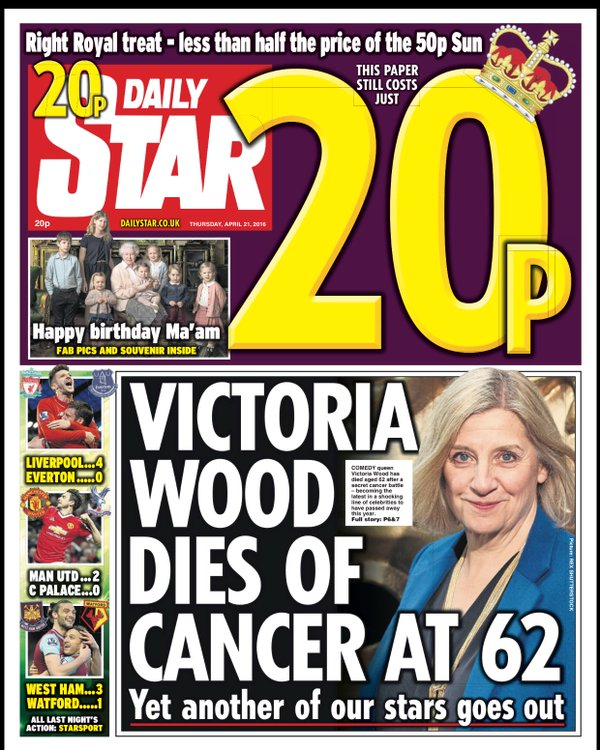 Right Royal treat - less than half the price of the 50p Sun
20p
DAILY
STAR
THIS PAPER
STILL COSTS
JUST
20p
20p
DAILYSTAR.CO.UK
THURSDAY, APRIL 21, 2016
Happy birthday Ma'am
FAB PICS AND SOUVENIR INSIDE
LIVERPOOL...4
EVERTON .....0
MAN UTD ...2
C PALACE...0
WEST HAM...3
WATFORD.....1
ALL LAST NIGHT'S
ACTION: STARSPORT
VICTORIA
WOOD
DIES OF
CANCER AT 62
COMEDY queen
Victoria Wood has
died aged 62 after a
secret cancer battle
– becoming the
latest in a shocking
line of celebrities to
have passed away
this year.
Full story: P6&7
Picture: REX SHUTTERSTOCK
Yet another of our stars goes out